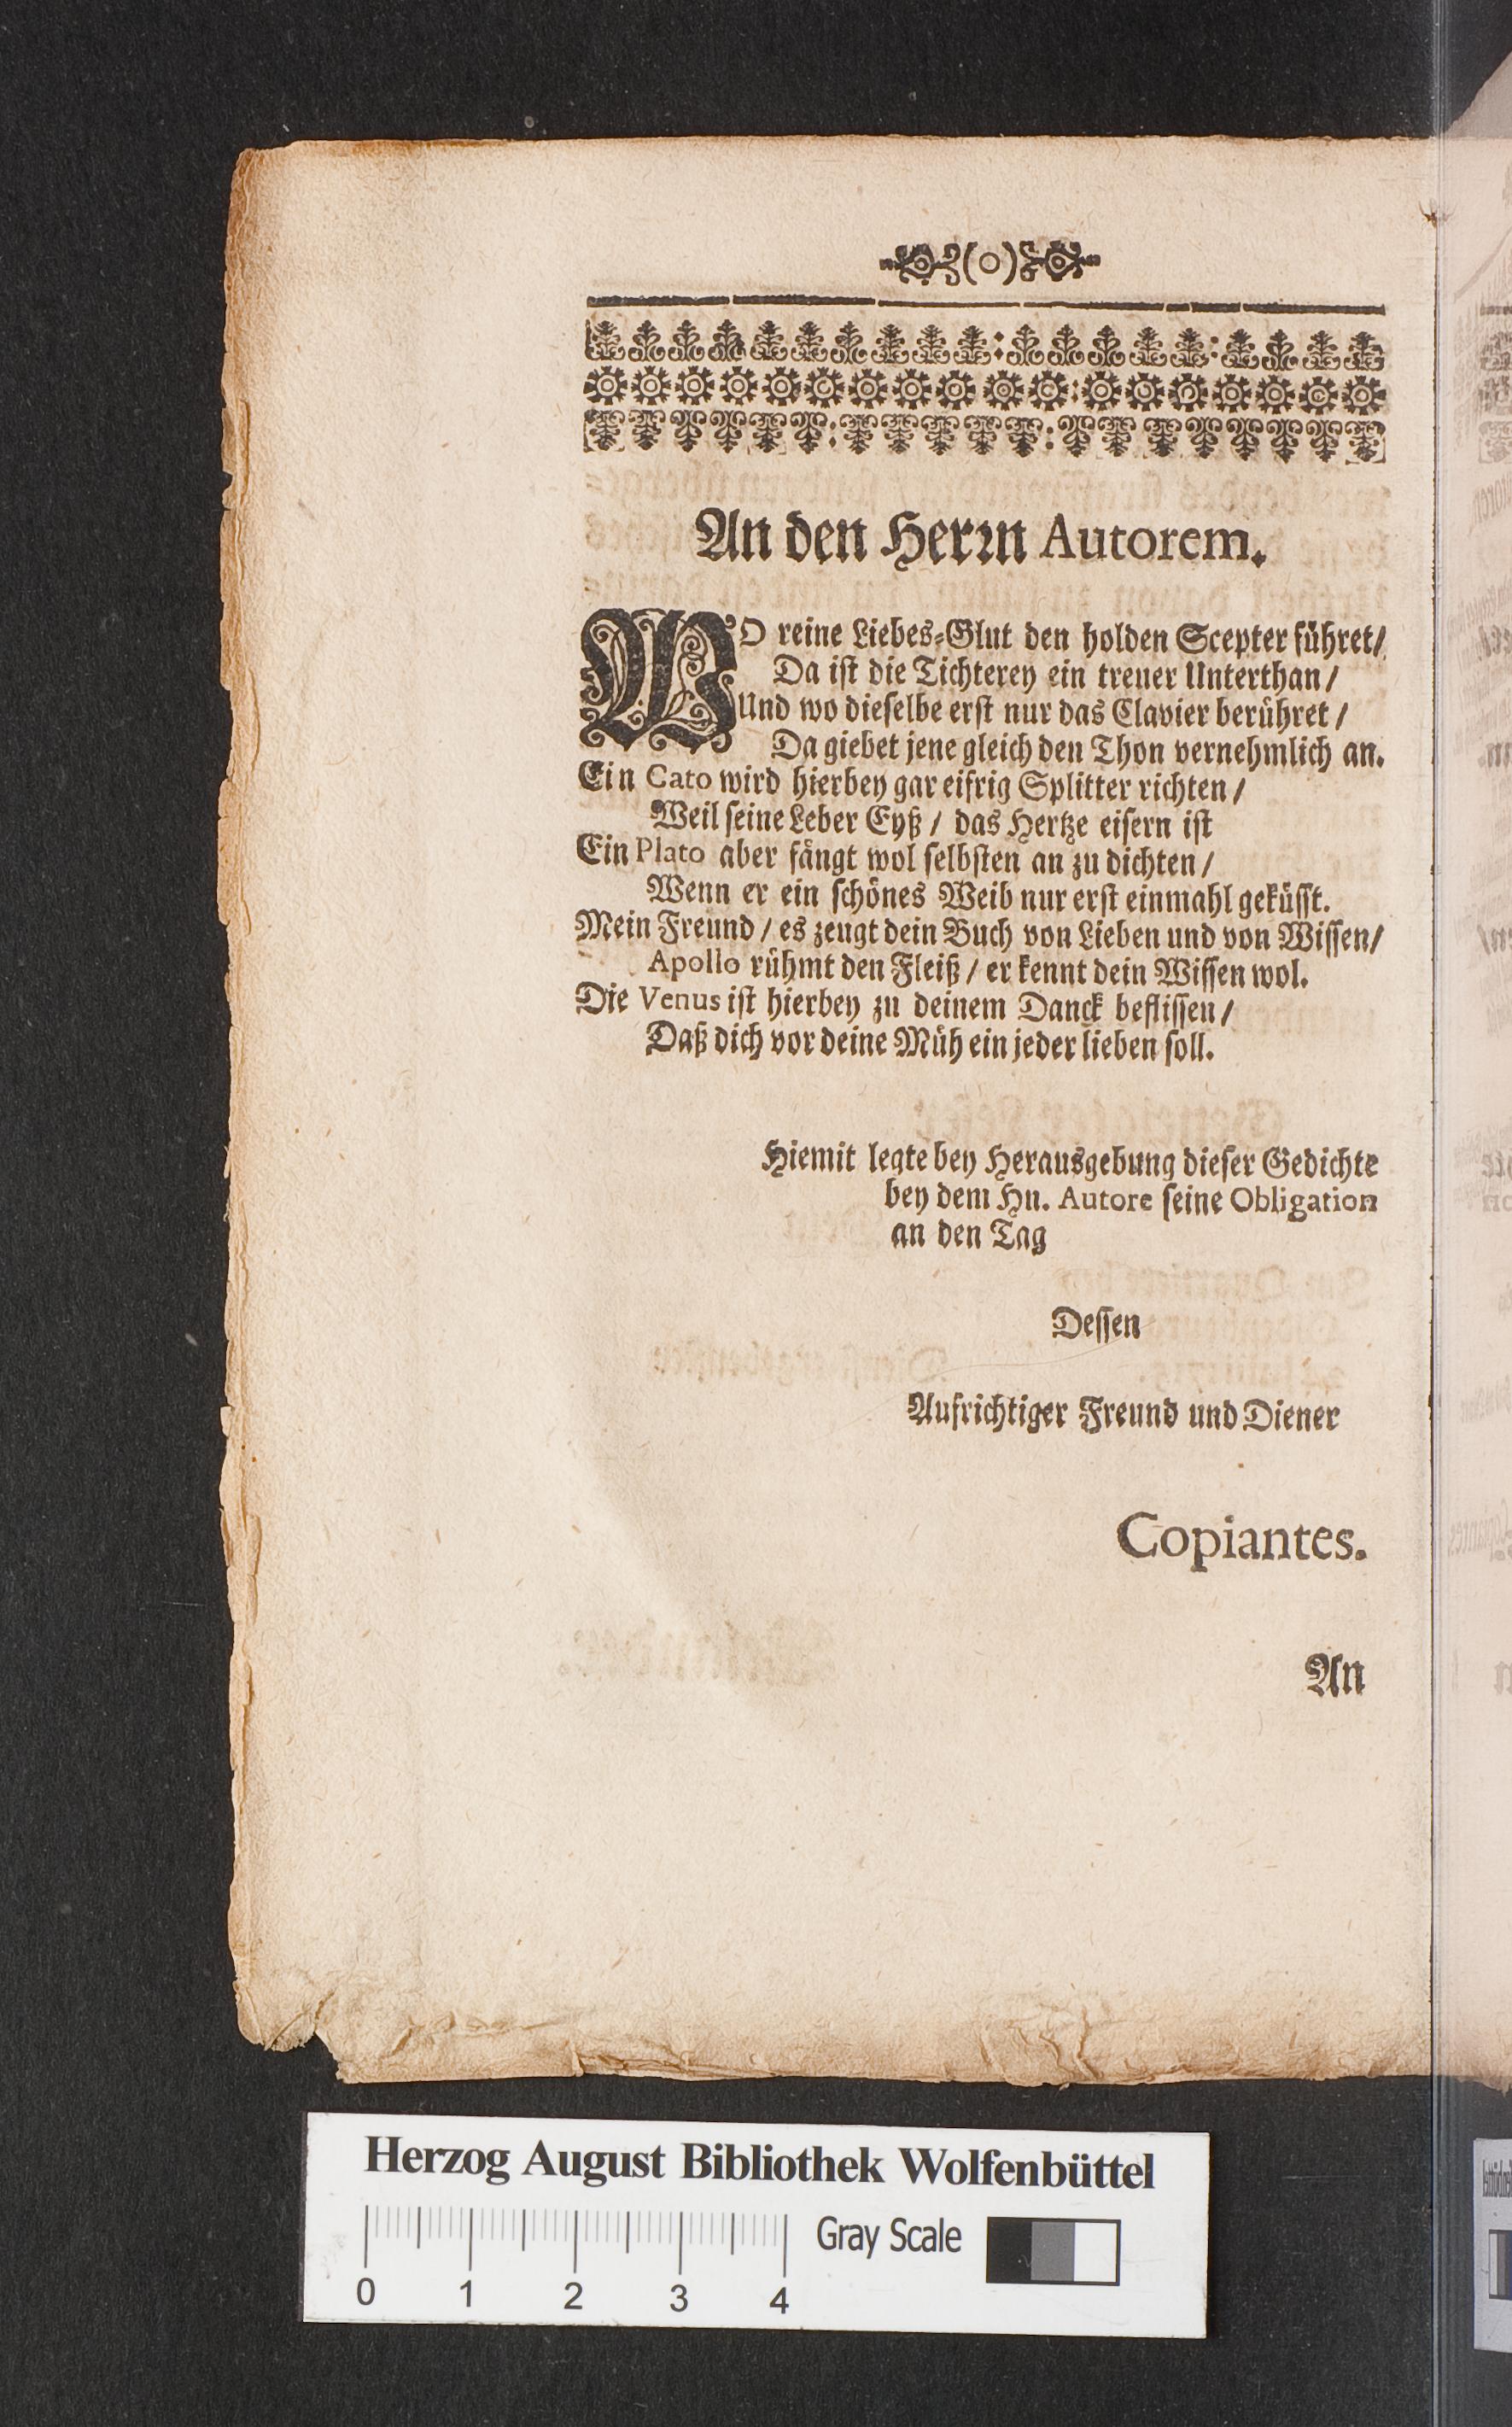 (O)
An den Herrn Autorem.
WO reine Liebes-Glut den holden Scepter führet/
Da ist die Tichterey ein treuer Unterthan/
Und wo dieselbe erst nur das Clavier berühret/
Da giebet jene gleich den Thon vernehmlich an.
Ein Cato wird hierbey gar eifrig Splitter richten/
Weil seine Leber Eyß/ das Hertze eisern ist
Ein Plato aber fängt wol selbsten an zu dichten/
Wenn er ein schönes Weib nur erst einmahl geküsst.
Mein Freund/ es zeugt dein Buch von Lieben und von Wissen/
Apollo rühmt den Fleiß/ er kennt dein Wissen wol.
Die Venus ist hierbey zu deinem Danck beflissen/
Daß dich vor deine Müh ein jeder lieben soll.
Hiemit legte bey Herausgebung dieser Gedichte
bey dem Hn. Autore seine Obligation
an den Tag
Dessen
Aufrichtiger Freund und Diener
Copiantes.
An
Herzog August Bibliothek Wolfenbüttel
Gray Scale
0 1 2 3 4